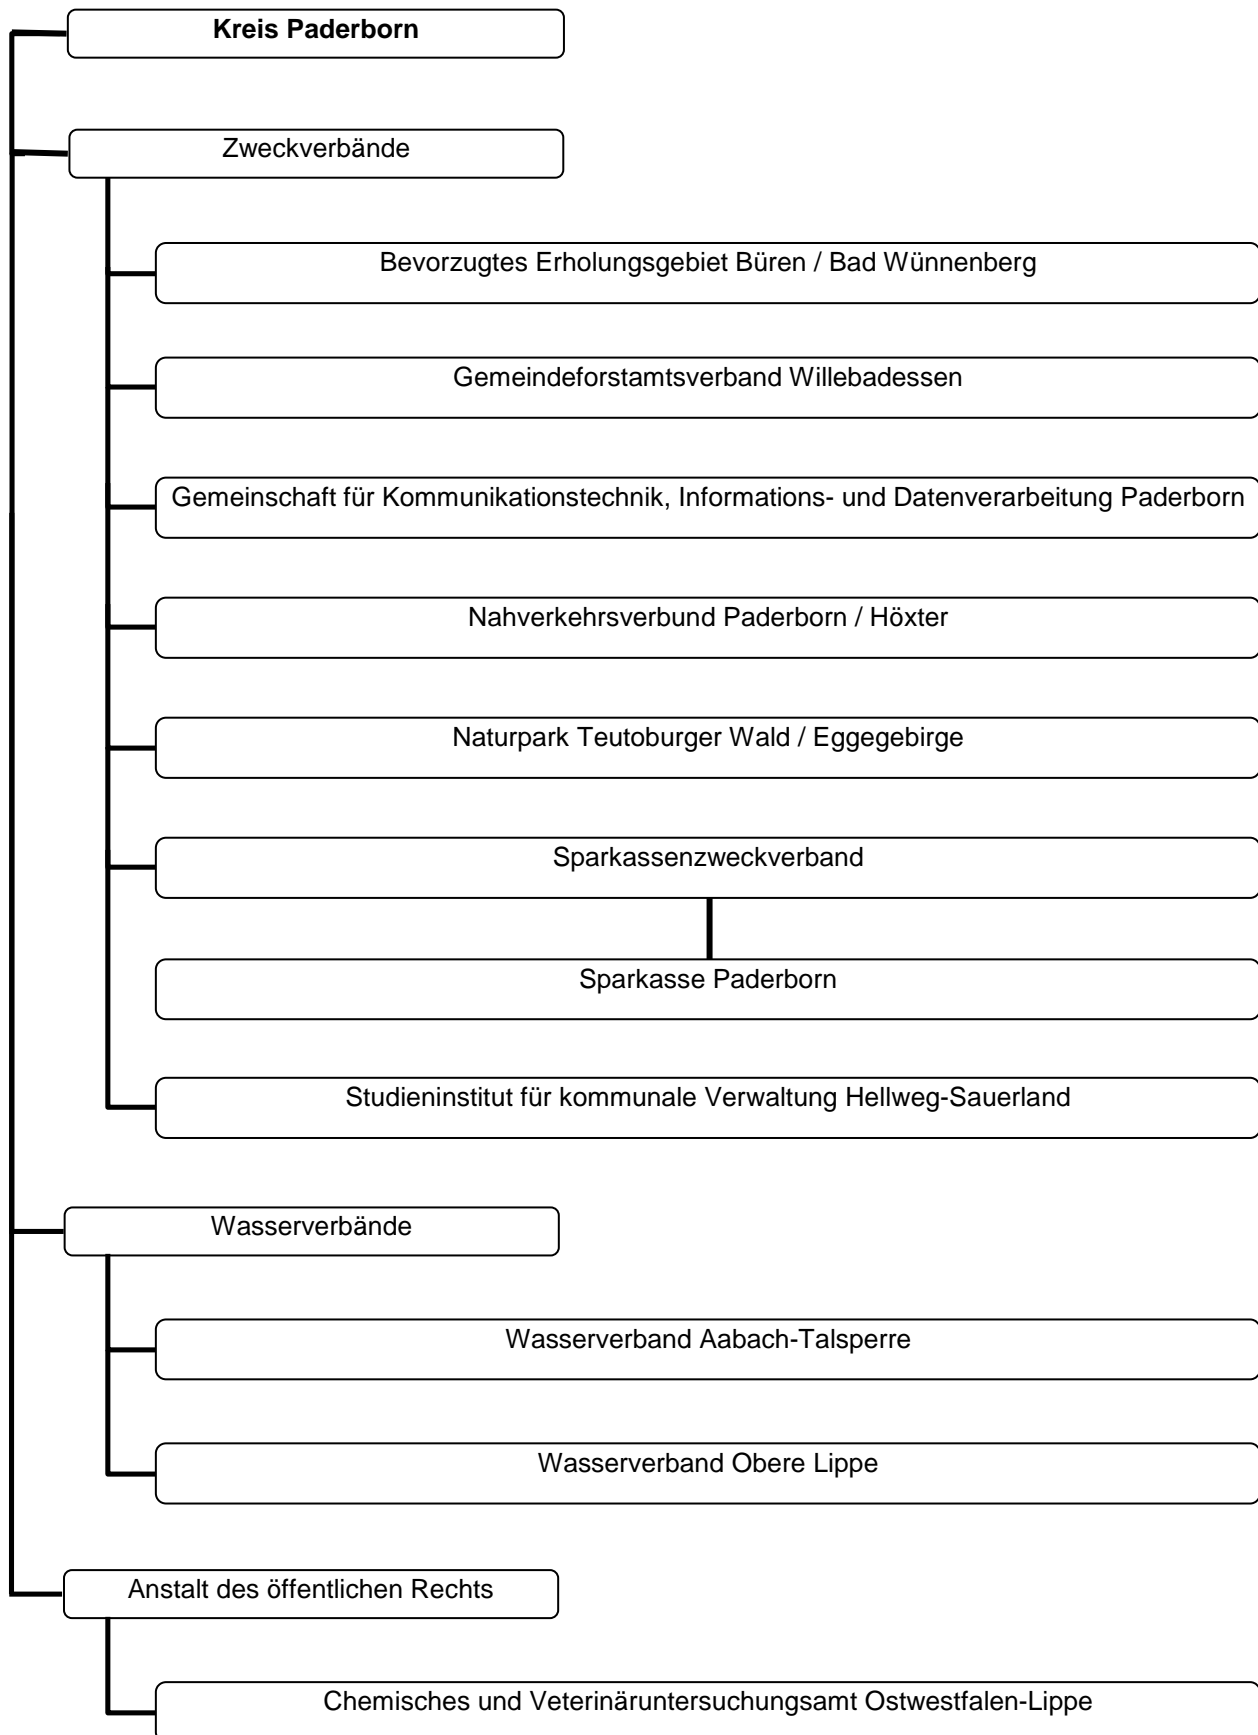 Kreis Paderborn
Zweckverbände
Bevorzugtes Erholungsgebiet Büren / Bad Wünnenberg
Gemeindeforstamtsverband Willebadessen
Gemeinschaft für Kommunikationstechnik, Informations- und Datenverarbeitung Paderborn
Nahverkehrsverbund Paderborn / Höxter
Naturpark Teutoburger Wald / Eggegebirge
Sparkassenzweckverband
Sparkasse Paderborn
Studieninstitut für kommunale Verwaltung Hellweg-Sauerland
Wasserverbände
Wasserverband Aabach-Talsperre
Wasserverband Obere Lippe
Anstalt des öffentlichen Rechts
Chemisches und Veterinäruntersuchungsamt Ostwestfalen-Lippe